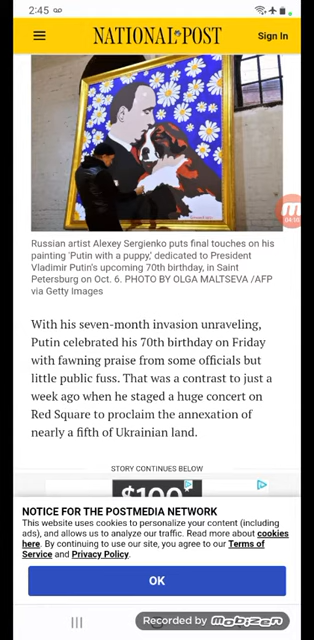 2:45
NATIONAL POST
Sign In
04:58
Russian artist Alexey Sergienko puts final touches on his
painting 'Putin with a puppy,' dedicated to President
Vladimir Putin's upcoming 70th birthday, in Saint
Petersburg on Oct. 6. PHOTO BY OLGA MALTSEVA /AFP
via Getty Images
With his seven-month invasion unraveling,
Putin celebrated his 70th birthday on Friday
with fawning praise from some officials but
little public fuss. That was a contrast to just a
week ago when he staged a huge concert on
Red Square to proclaim the annexation of
nearly a fifth of Ukrainian land.
STORY CONTINUES BELOW
$100
NOTICE FOR THE POSTMEDIA NETWORK
This website uses cookies to personalize your content (including
ads), and allows us to analyze our traffic. Read more about cookies
here. By continuing to use our site, you agree to our Terms of
Service and Privacy Policy.
OK
Recorded by mobizen